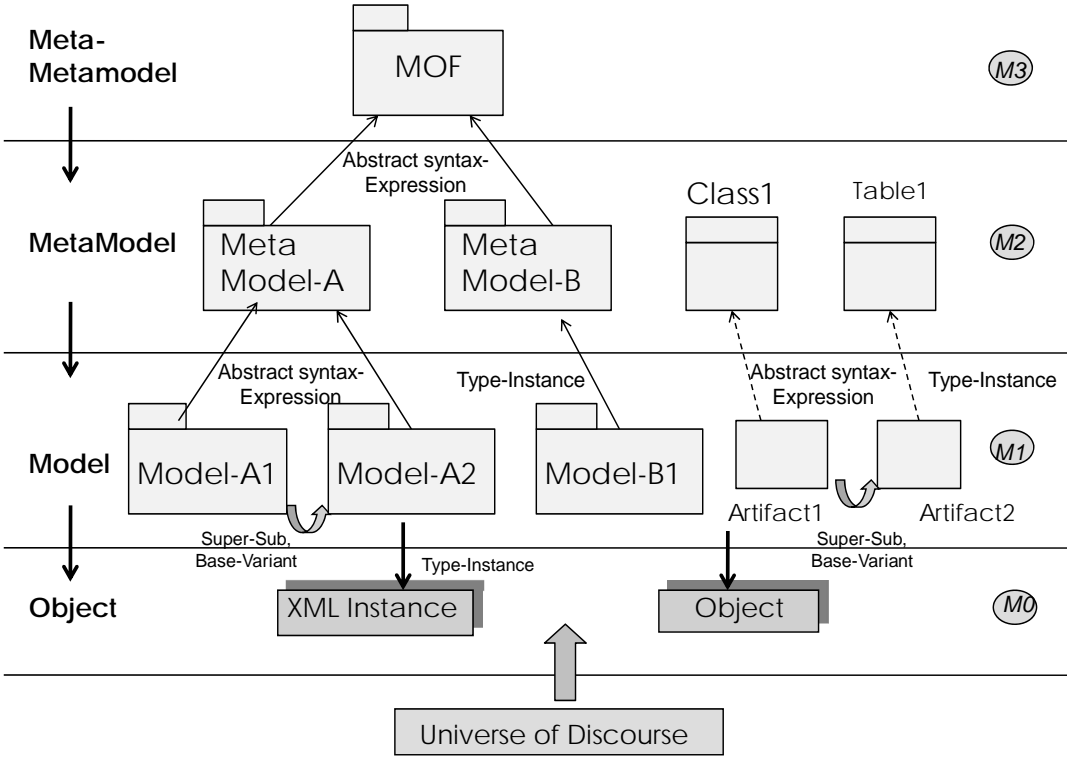 Meta-
Metamodel
MOF
M3
Abstract syntax-
Expression
Class1
Table1
MetaModel
Meta
Model-A
Meta
Model-B
M2
Abstract syntax-
Expression
Type-Instance
Abstract syntax-
Expression
Type-Instance
Model
Model-A1
Model-A2
Model-B1
M1
Artifact1
Artifact2
Super-Sub,
Base-Variant
Type-Instance
Super-Sub,
Base-Variant
Object
XML Instance
Object
M0
Universe of Discourse